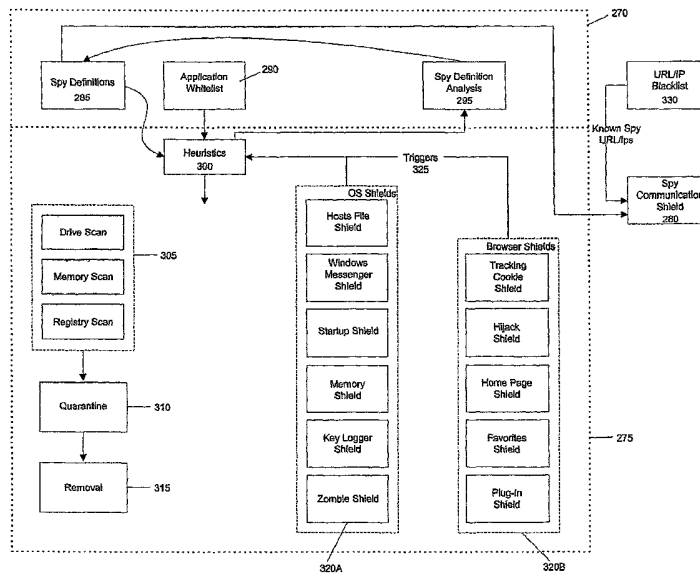 270
Spy Definitions
285
Application
Whitelist
290
Spy Definition
Analysis
295
URL/IP
Blacklist
330
Known Spy
URL/Ips
Heuristics
300
Triggers
325
Spy
Communication
Shield
280
OS Shields
Hosts File
Shield
Windows
Messenger
Shield
Startup Shield
Memory
Shield
Key Logger
Shield
Zombie Shield
320A
Browser Shields
Tracking
Cookie
Shield
Hijack
Shield
Home Page
Shield
Favorites
Shield
Plug-In
Shield
320B
Drive Scan
Memory Scan
Registry Scan
305
Quarantine
310
Removal
315
275